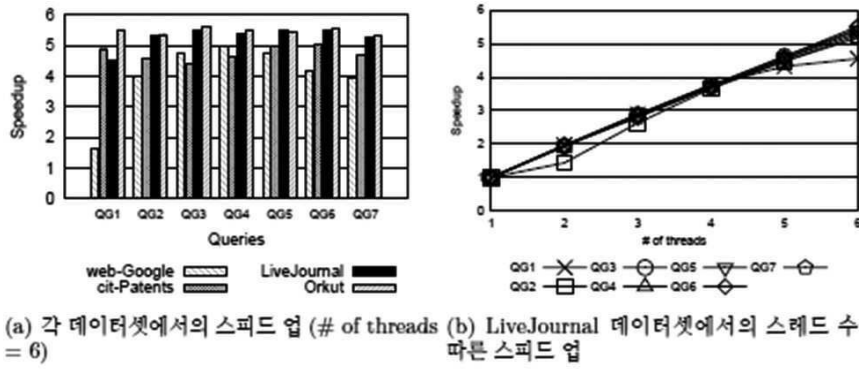 6
5
4
3
2
1
0
Speedup
QG1 QG2 QG3 QG4 QG5 QG6 QG7
Queries
web-Google LiveJournal
cit-Patents Orkut
6
5
4
3
2
1
0
Speedup
1 2 3 4 5 6
# of threads
QG1 QG3 QG5 QG7
QG2 QG4 QG6
(a) 각 데이터셋에서의 스피드 업 (# of threads
= 6)
(b) LiveJournal 데이터셋에서의 스레드 수
따른 스피드 업